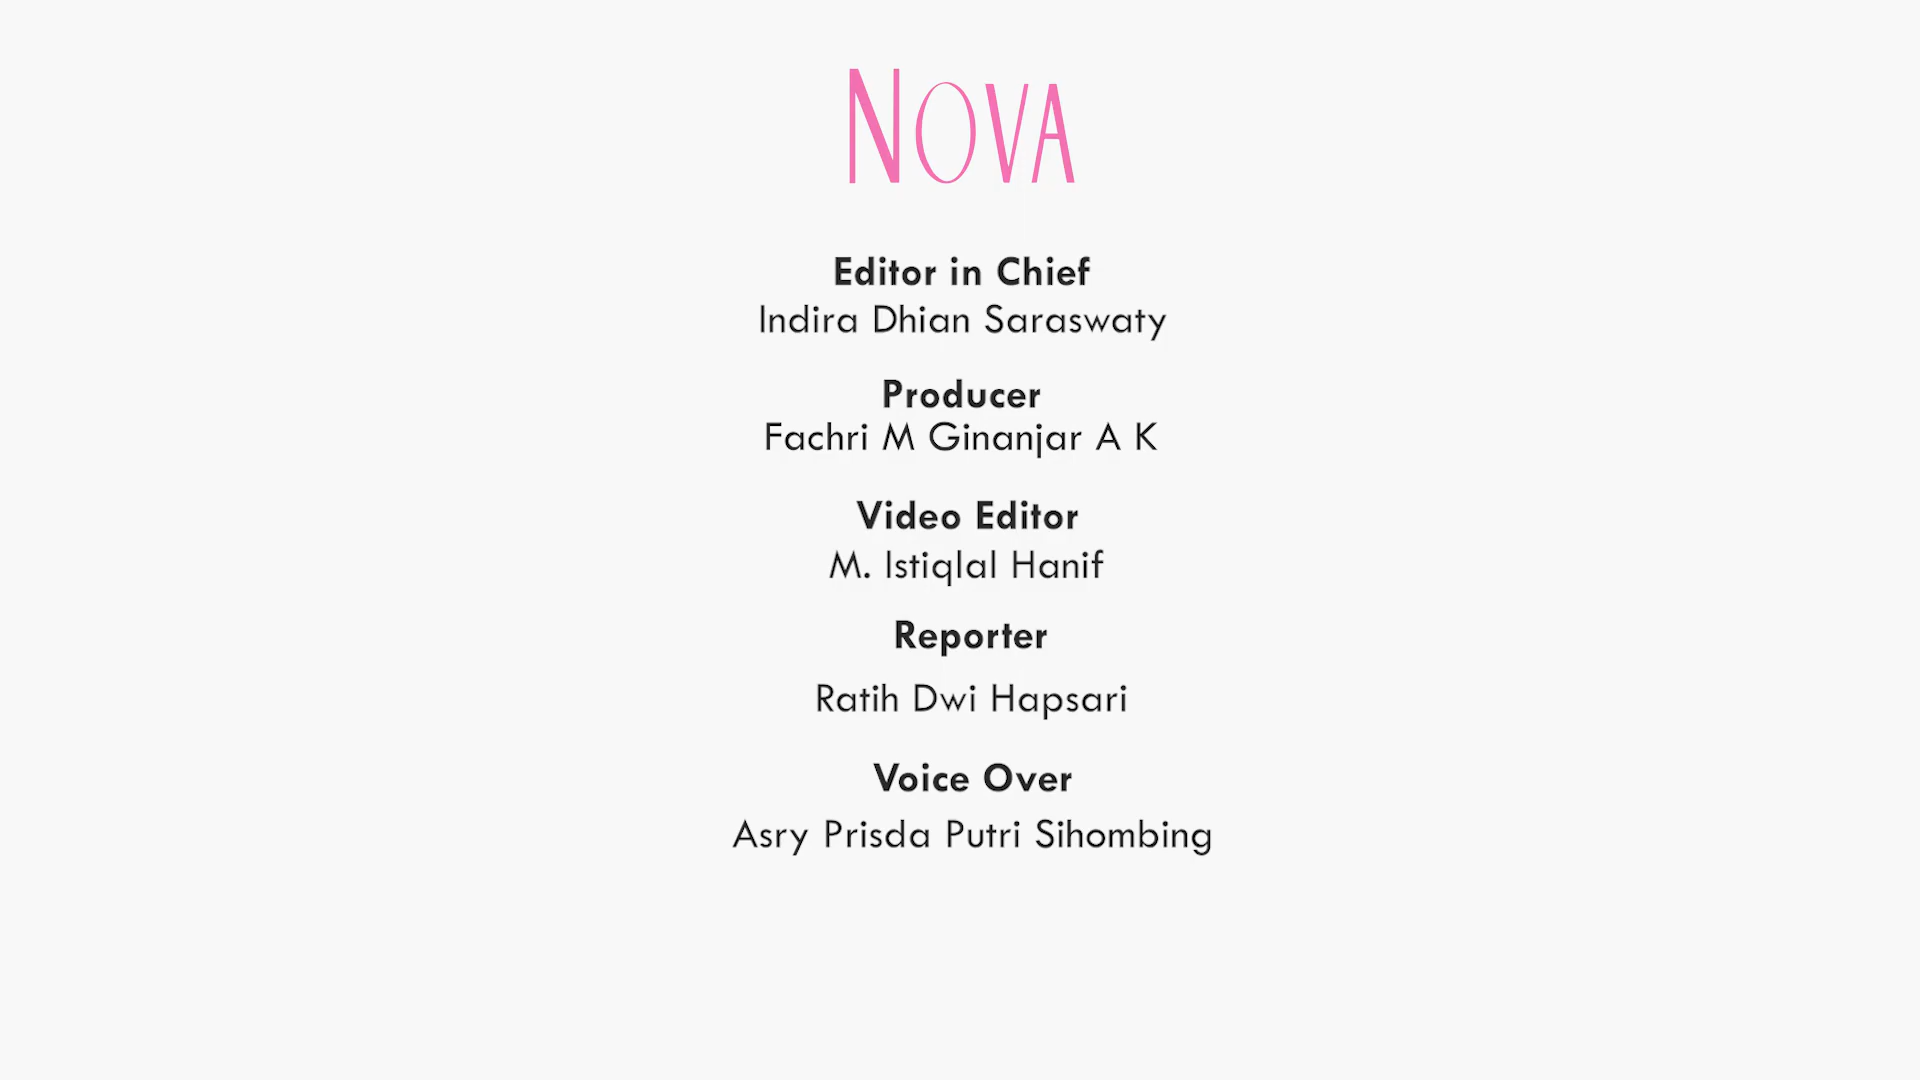 NOVA
Editor in Chief
Indira Dhian Saraswaty
Producer
Fachri M Ginanjar A K
Video Editor
M. Istiqlal Hanif
Reporter
Ratih Dwi Hapsari
Voice Over
Asry Prisda Putri Sihombing